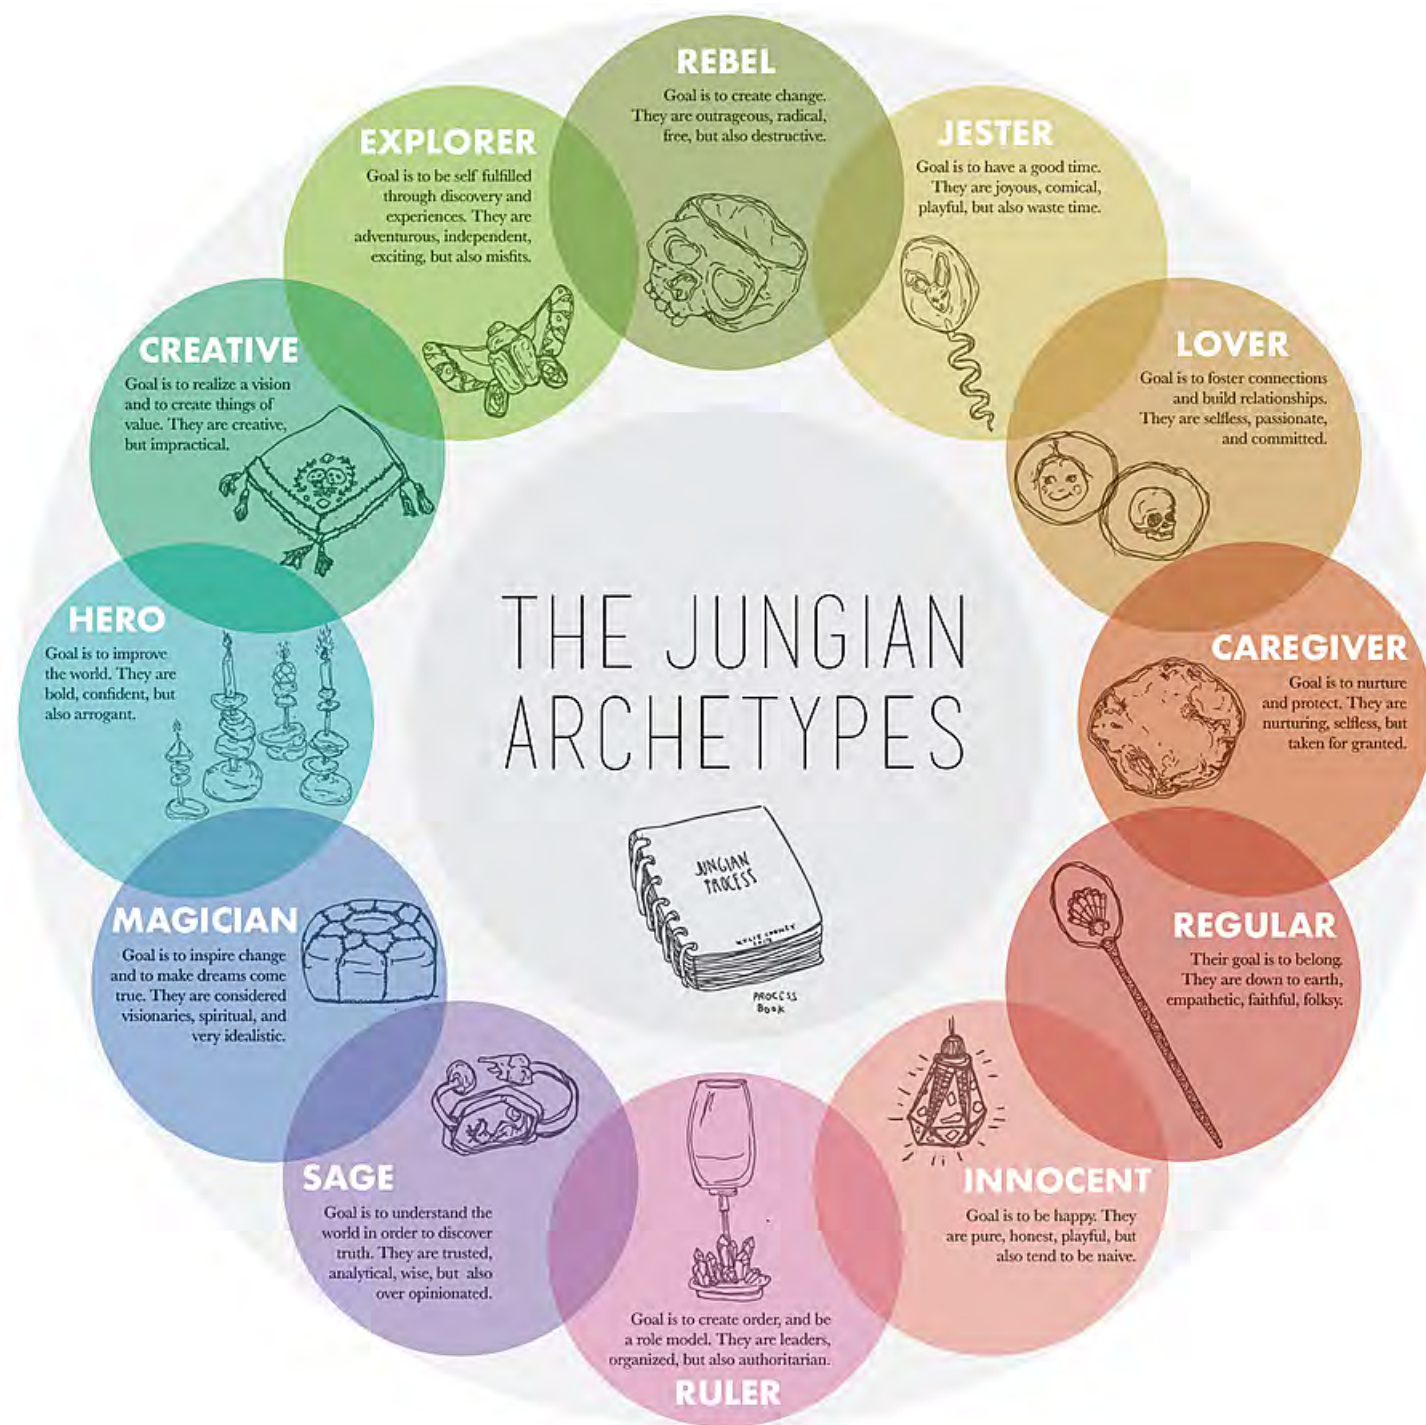 REBEL
Goal is to create change.
They are outrageous, radical,
free, but also destructive.
JESTER
Goal is to have a good time.
They are joyous, comical,
playful, but also waste time.
LOVER
Goal is to foster connections
and build relationships.
They are selfless, passionate,
and committed.
CAREGIVER
Goal is to nurture
and protect. They are
nurturing, selfless, but
taken for granted.
REGULAR
Their goal is to belong.
They are down to earth,
empathetic, faithful, folksy.
INNOCENT
Goal is to be happy. They
are pure, honest, playful, but
also tend to be naive.
Goal is to create order, and be
a role model. They are leaders,
organized, but also authoritarian.
RULER
SAGE
Goal is to understand the
world in order to discover
truth. They are trusted,
analytical, wise, but also
over opinionated.
MAGICIAN
Goal is to inspire change
and to make dreams come
true. They are considered
visionaries, spiritual, and
very idealistic.
HERO
Goal is to improve
the world. They are
bold, confident, but
also arrogant.
CREATIVE
Goal is to realize a vision
and to create things of
value. They are creative,
but impractical.
EXPLORER
Goal is to be self fulfilled
through discovery and
experiences. They are
adventurous, independent,
exciting, but also misfits.
THE JUNGIAN
ARCHETYPES
JUNGIAN
PROCESS
PROCESS
BOOK